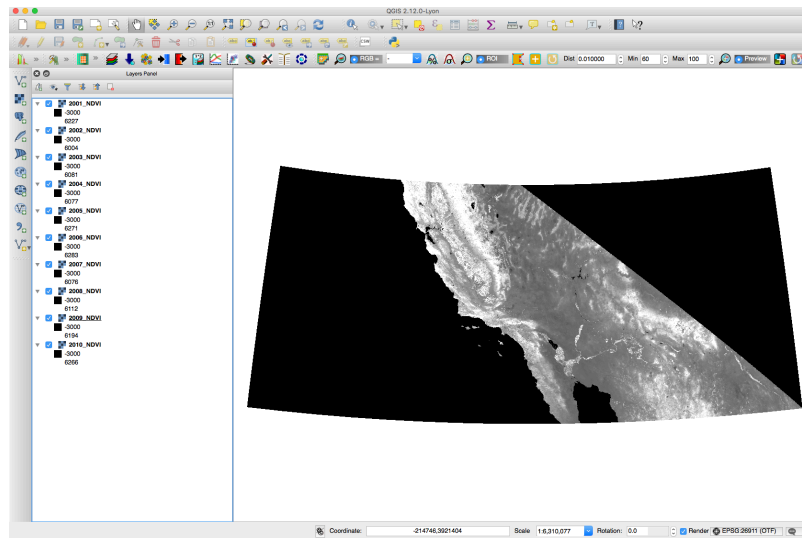 QGIS 2.12.0-Lyon
RGB = -
ROI
Dist 0.010000 Min 60 Max 100 Preview
Layers Panel
2001_NDVI
-3000
6227
2002_NDVI
-3000
6004
2003_NDVI
-3000
6081
2004_NDVI
-3000
6077
2005_NDVI
-3000
6271
2006_NDVI
-3000
6283
2007_NDVI
-3000
6076
2008_NDVI
-3000
6112
2009_NDVI
-3000
6194
2010_NDVI
-3000
6266
Coordinate: -214746,3921404 Scale 1:6,310,077 Rotation: 0.0 Render EPSG:26911 (OTF)